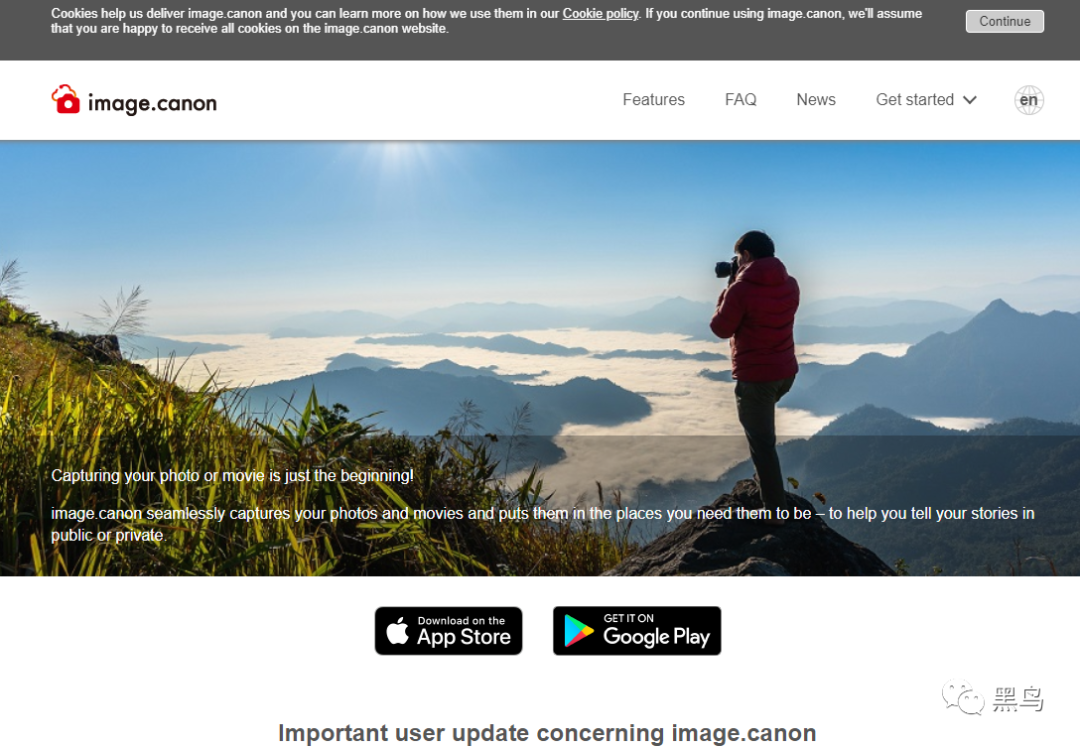 Cookies help us deliver image.canon and you can learn more on how we use them in our Cookie policy. If you continue using image.canon, we'll assume
that you are happy to receive all cookies on the image.canon website.
Continue
image.canon
Features
FAQ
News
Get started
en
Capturing your photo or movie is just the beginning!
image.canon seamlessly captures your photos and movies and puts them in the places you need them to be – to help you tell your stories in
public or private.
Download on the
App Store
GET IT ON
Google Play
黑鸟
Important user update concerning image.canon